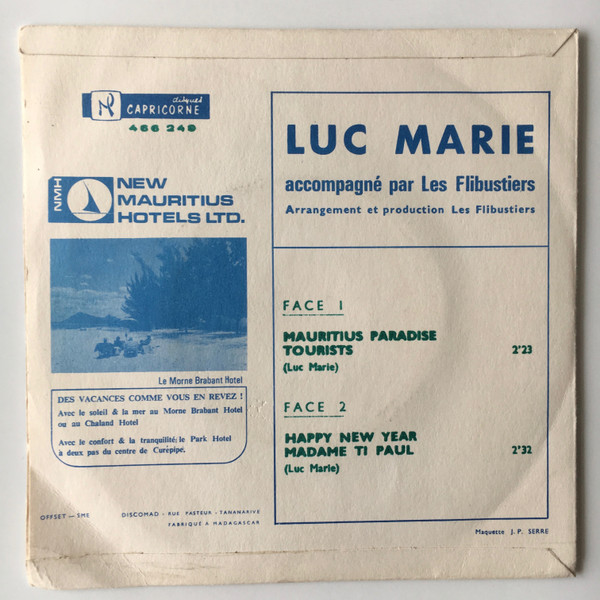 disques
CAPRICORNE
466 249
NMH
NEW
MAURITIUS
HOTELS LTD.
Le Morne Brabant Hotel
DES VACANCES COMME VOUS EN REVEZ !
Avec le soleil & la mer au Morne Brabant Hotel
ou au Chaland Hotel
Avec le confort & la tranquilité: le Park Hotel
à deux pas du centre de Curepipe.
OFFSET — SME
DISCOMAD - RUE PASTEUR - TANANARIVE
FABRIQUÉ A MADAGASCAR
LUC MARIE
accompagné par Les Flibustiers
Arrangement et production Les Flibustiers
FACE 1
MAURITIUS PARADISE
TOURISTS 2'23
(Luc Marie)
FACE 2
HAPPY NEW YEAR
MADAME TI PAUL 2'32
(Luc Marie)
Maquette J.P. SERRE